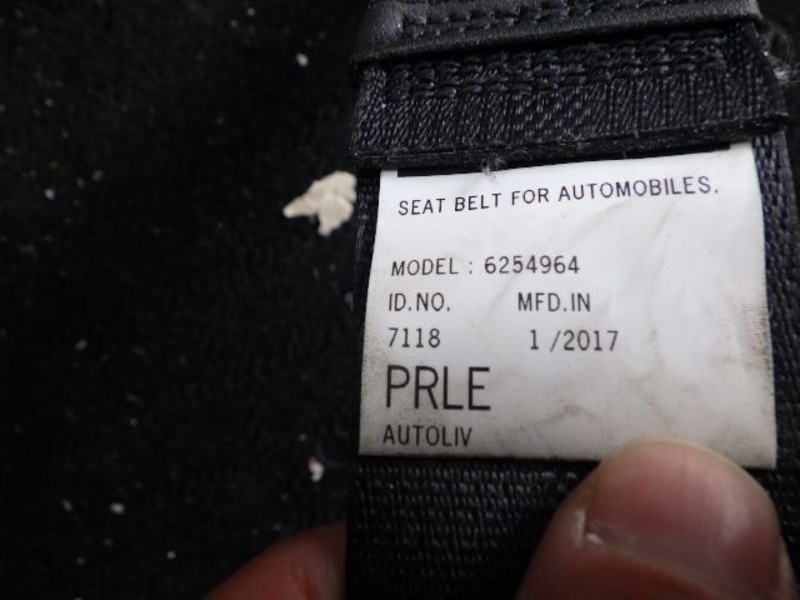 SEAT BELT FOR AUTOMOBILES.
MODEL : 6254964
ID.NO. MFD.IN
7118 1 /2017
PRLE
AUTOLIV